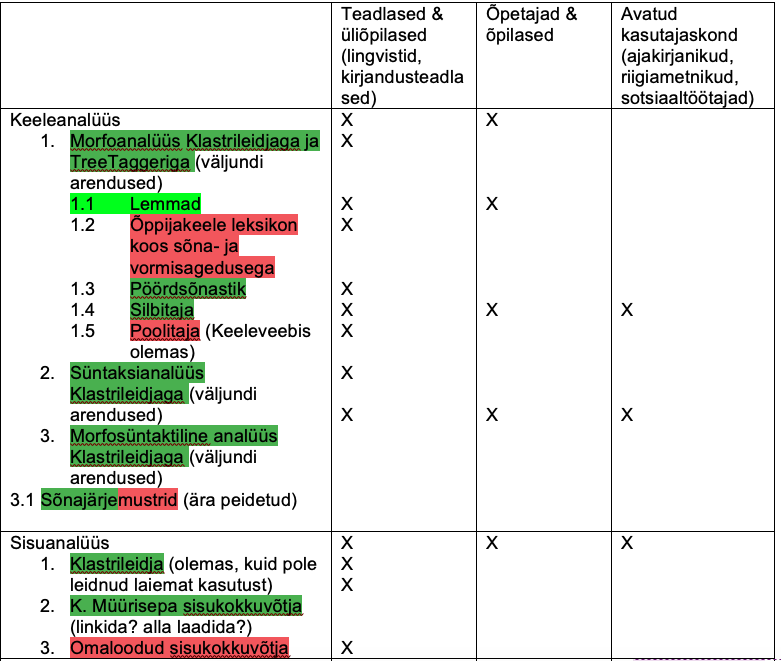 Teadlased & üliõpilased (lingvistid, kirjandusteadla sed)
Õpetajad & õpilased
Avatud kasutajaskond (ajakirjanikud, riigiametnikud, sotsiaaltöötajad)
Keeleanalüüs X X
1. Morfoanalüüs Klastrileidjaga ja X
TreeTaggeriga (väljundi
arendused)
1.1 Lemmad X X
1.2 Õppijakeele leksikon X
koos sõna- ja
vormisagedusega
1.3 Pöördsõnastik X
1.4 Silbitaja X X X
1.5 Poolitaja (Keeleveebis X
olemas)
2. Süntaksianalüüs X
Klastrileidjaga (väljundi
arendused) X X X
3. Morfosüntaktiline analüüs
Klastrileidjaga (väljundi
arendused)
3.1 Sõnajärjemustrid (ära peidetud)
Sisuanalüüs X X X
1. Klastrileidja (olemas, kuid pole X
leidnud laiemat kasutust) X
2. K. Müürisepa sisukokkuvõtja
(linkida? alla laadida?)
3. Omaloodud sisukokkuvõtja X